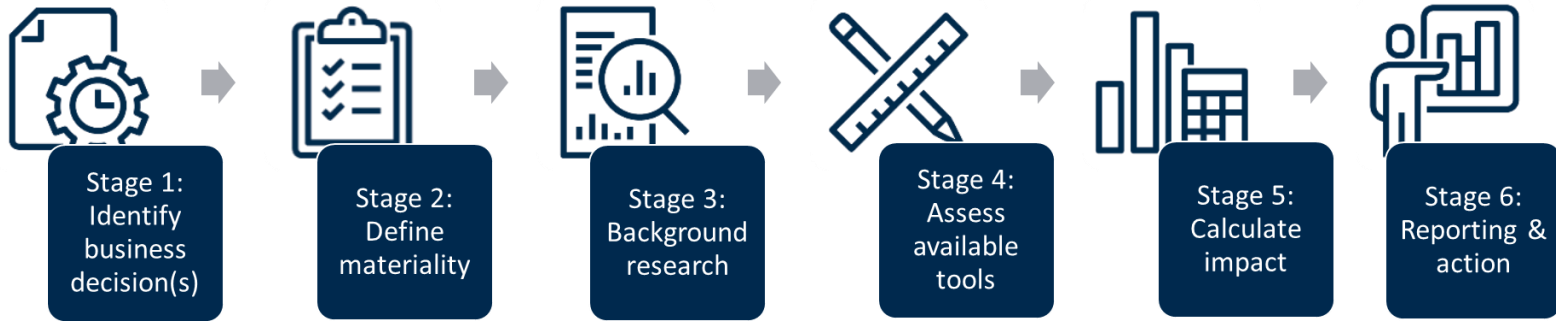 Stage 1:
Identify
business
decision(s)
Stage 2:
Define
materiality
Stage 3:
Background
research
Stage 4:
Assess
available
tools
Stage 5:
Calculate
impact
Stage 6:
Reporting &
action